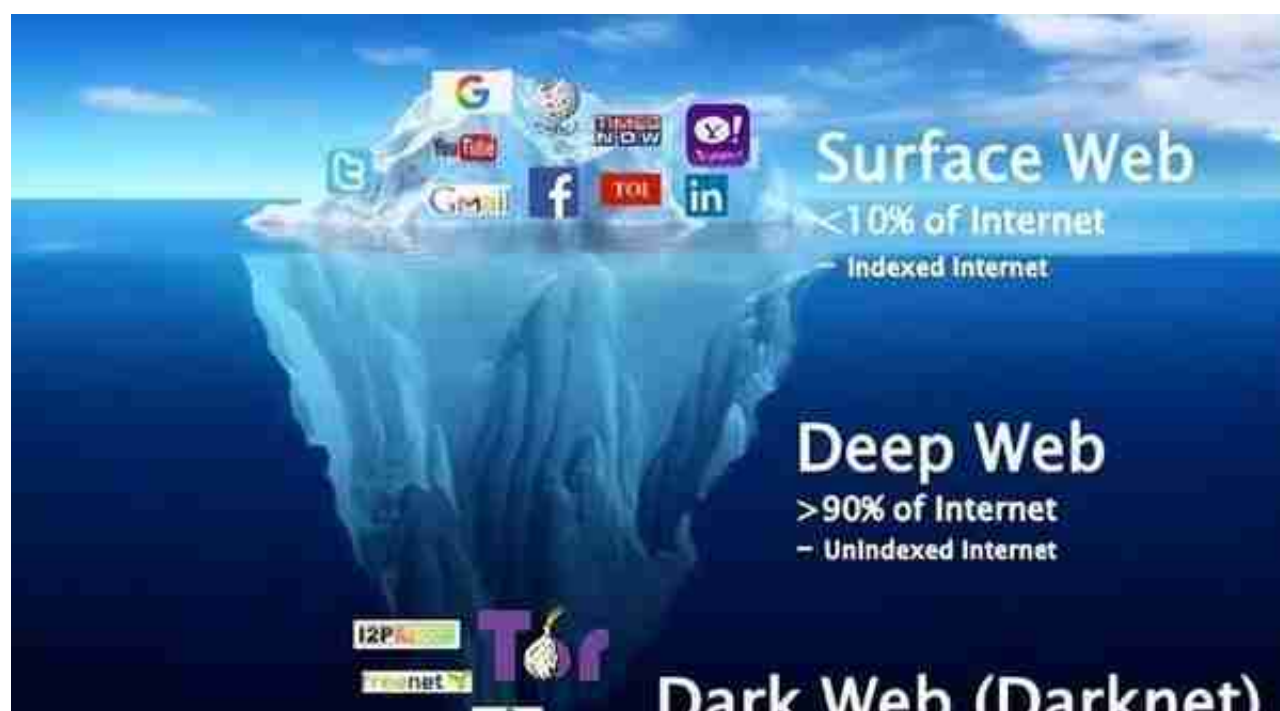 G
TIMES
NOW
Y!
YouTube
t
Gmail
f
TOI
in
Surface Web
<10% of Internet
- Indexed Internet
Deep Web
>90% of Internet
- Unindexed Internet
I2P
Tor
freenet
Dark Web (Darknet)